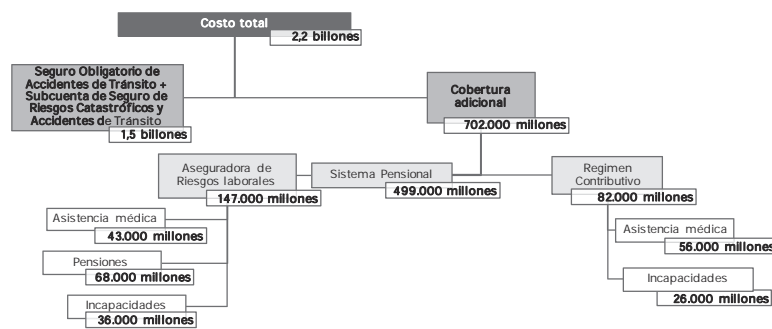 Costo total
2,2 billones
Seguro Obligatorio de
Accidentes de Tránsito +
Subcuenta de Seguro de
Riesgos Catastróficos y
Accidentes de Tránsito
1,5 billones
Cobertura
adicional
702.000 millones
Aseguradora de
Riesgos laborales
147.000 millones
Sistema Pensional
499.000 millones
Regimen
Contributivo
82.000 millones
Asistencia médica
43.000 millones
Pensiones
68.000 millones
Incapacidades
36.000 millones
Asistencia médica
56.000 millones
Incapacidades
26.000 millones